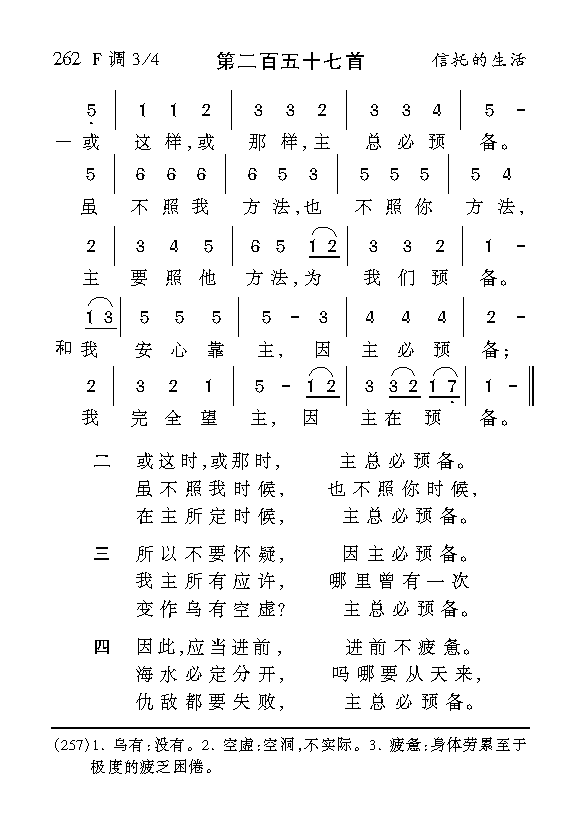 262 F 调 3/4 第二百五十七首 信托的生活
5 | 1 1 2 | 3 3 2 | 3 3 4 | 5 -
一 或 这 样,或 那 样,主 总 必 预 备。
5 | 6 6 6 | 6 5 3 | 5 5 5 | 5 4
虽 不 照 我 方 法,也 不 照 你 方 法,
2 | 3 4 5 | 6 5 1 2 | 3 3 2 | 1 -
主 要 照 他 方 法,为 我 们 预 备。
1 3 | 5 5 5 | 5 - 3 | 4 4 4 | 2 -
和 我 安 心 靠 主, 因 主 必 预 备;
2 | 3 2 1 | 5 - 1 2 | 3 3 2 1 7 | 1 - ‖
我 完 全 望 主, 因 主 在 预 备。
二 或这时,或那时, 主总必预备。
虽不照我时候, 也不照你时候,
在主所定时候, 主总必预备。
三 所以不要怀疑, 因主必预备。
我主所有应许, 哪里曾有一次
变作乌有空虚? 主总必预备。
四 因此,应当进前, 进前不疲惫。
海水必定分开, 吗哪要从天来,
仇敌都要失败, 主总必预备。
(257)1. 乌有:没有。2. 空虚:空洞,不实际。3. 疲惫:身体劳累至于
极度的疲乏困倦。